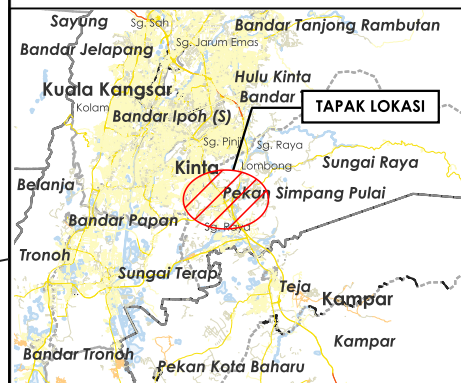 Sayung
Sg. Sah
Bandar Tanjong Rambutan
Sg. Jarum Emas
Bandar Jelapang
Hulu Kinta
Kuala Kangsar
Bandar
Kolam
TAPAK LOKASI
Bandar Ipoh (S)
Sg. Pinji
Sg. Raya
Kinta
Lombong
Sungai Raya
Belanja
Pekan Simpang Pulai
Bandar Papan
Sg. Raya
Tronoh
Sungai Terap
Teja
Kampar
Kampar
Bandar Tronoh
Pekan Kota Baharu